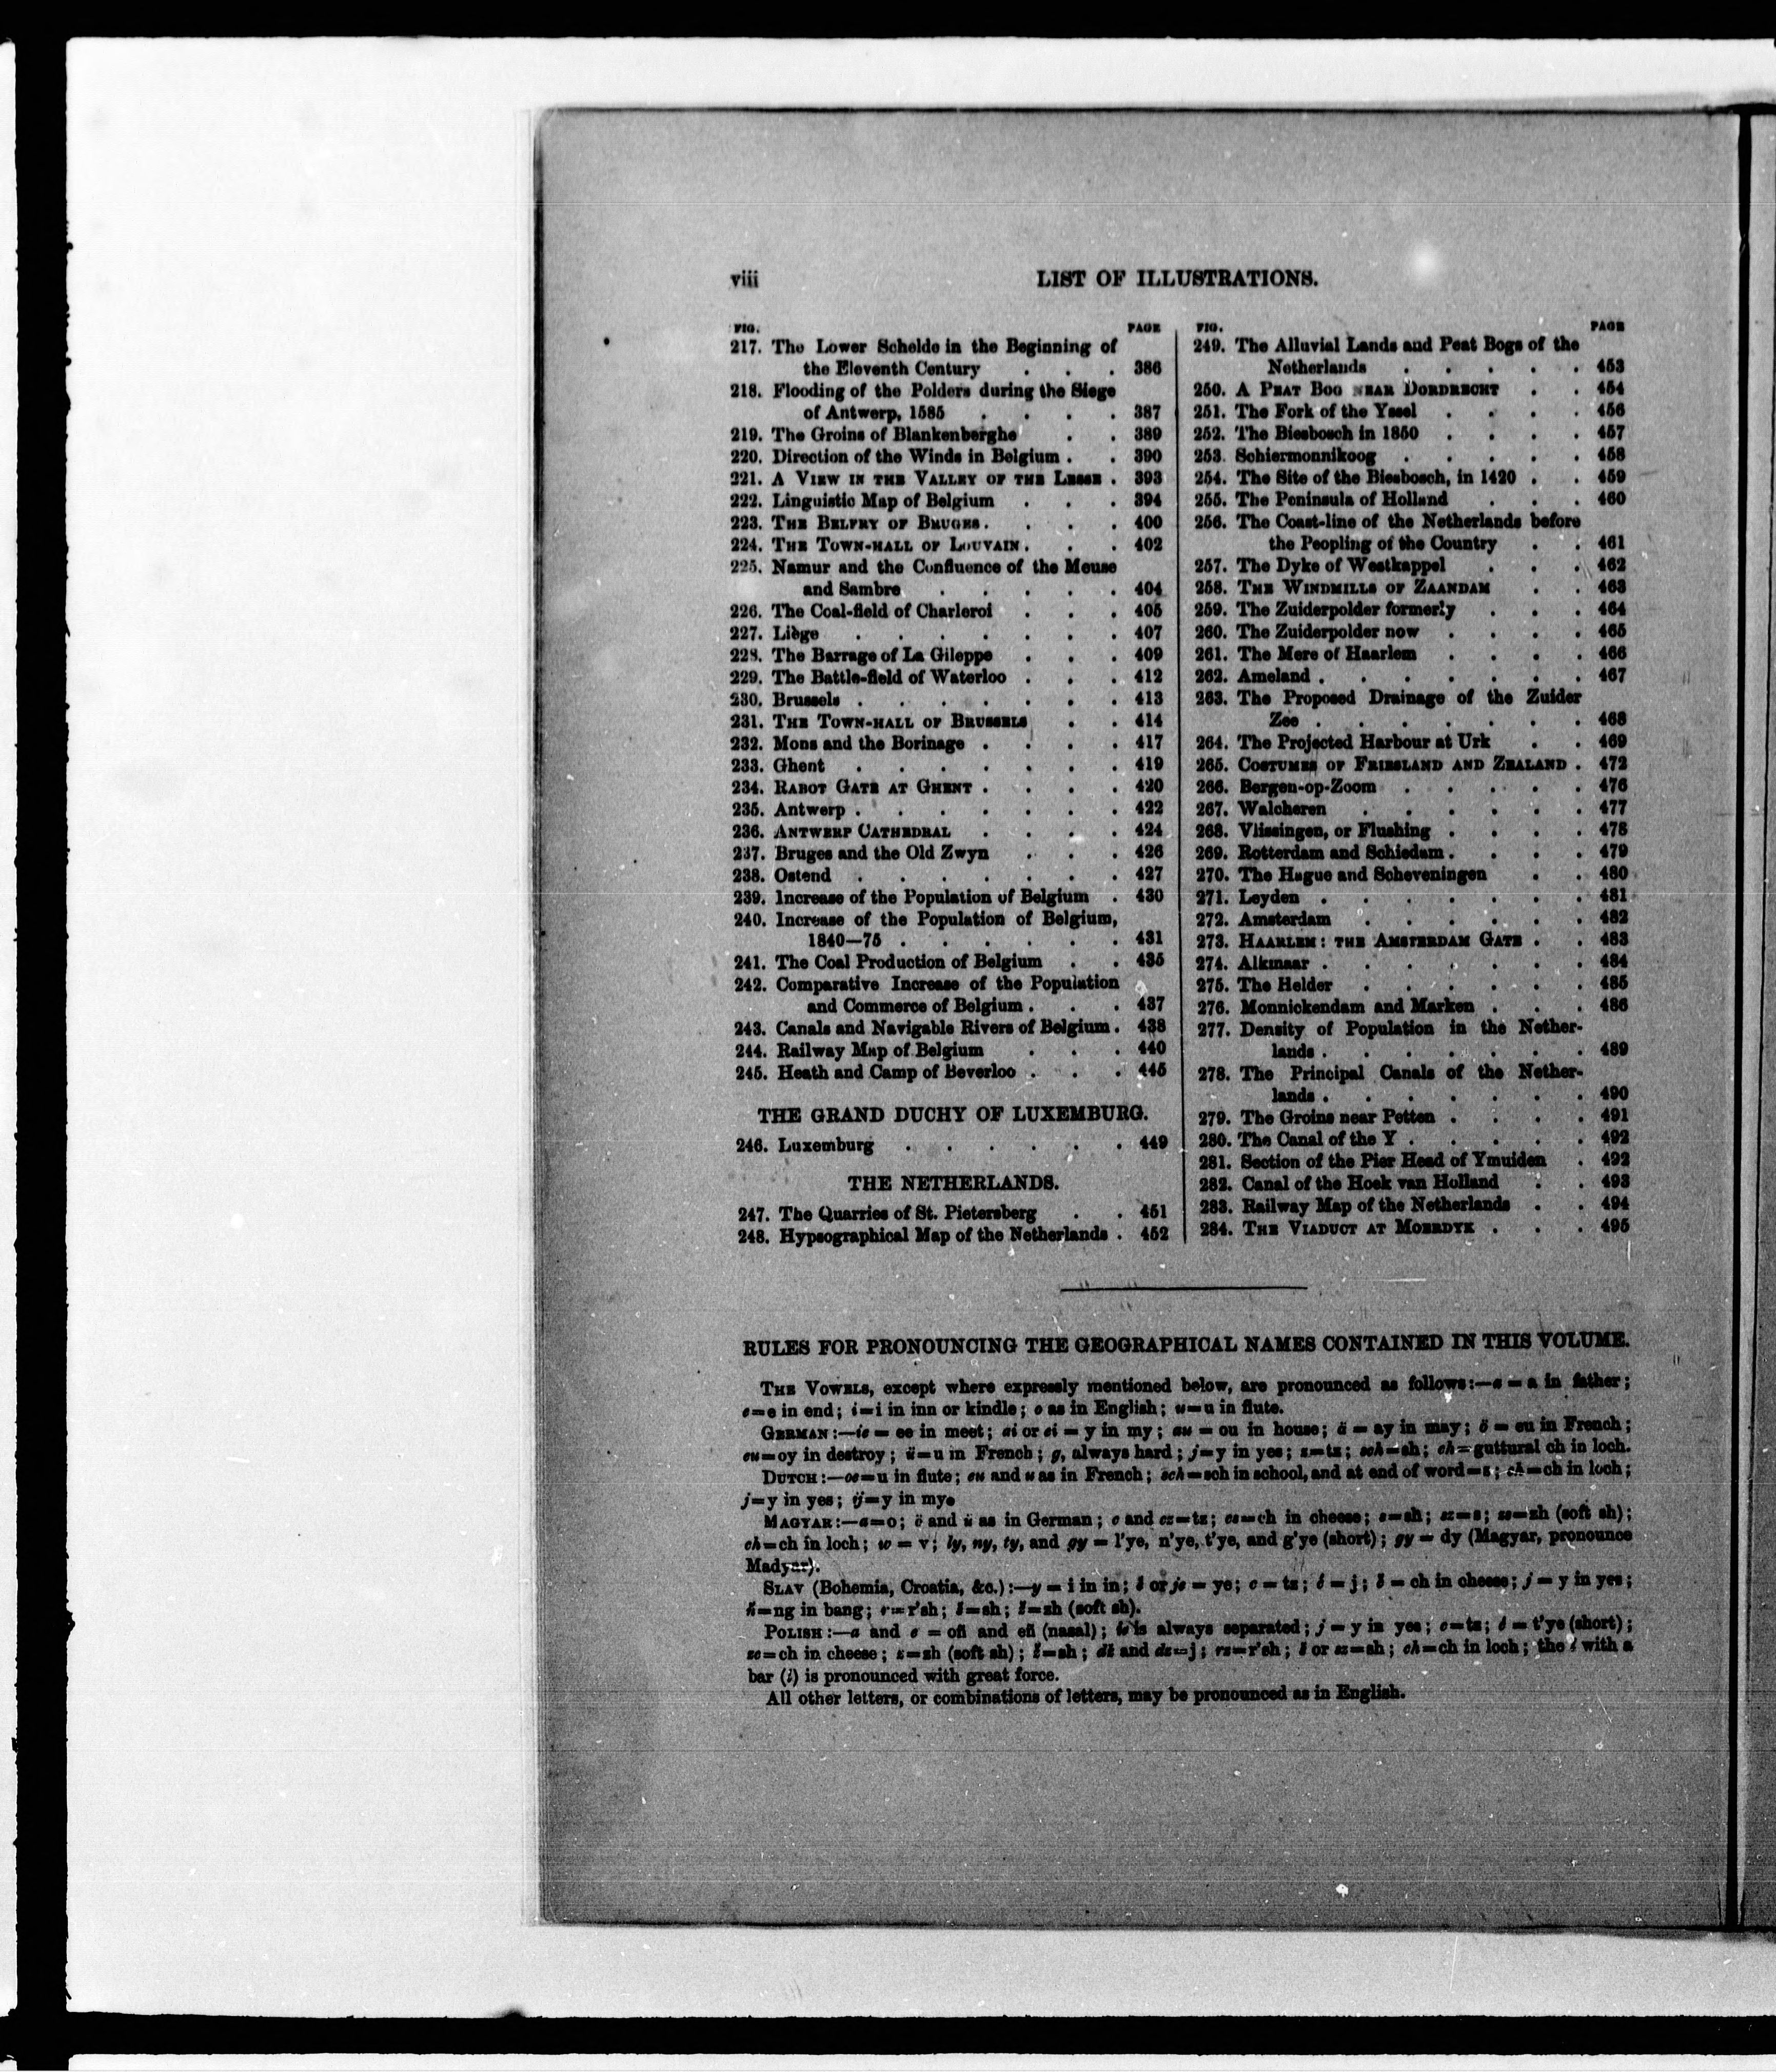 viii
LIST OF ILLUSTRATIONS.
FIG. PAGE
217. The Lower Schelde in the Beginning of
the Eleventh Century . . . 386
218. Flooding of the Polders during the Siege
of Antwerp, 1585 . . . . 387
219. The Groins of Blankenberghe . . 389
220. Direction of the Winds in Belgium . . 390
221. A VIEW IN THE VALLEY OF THE LESSE . 393
222. Linguistic Map of Belgium . . . 394
223. THE BELFRY OF BRUGES . . . . 400
224. THE TOWN-HALL OF LOUVAIN . . . 402
225. Namur and the Confluence of the Meuse
and Sambre . . . . . 404
226. The Coal-field of Charleroi . . . 405
227. Liège . . . . . . . 407
228. The Barrage of La Gileppe . . . 409
229. The Battle-field of Waterloo . . . 412
230. Brussels . . . . . . . 413
231. THE TOWN-HALL OF BRUSSELS . . 414
232. Mons and the Borinage . . . . 417
233. Ghent . . . . . . . 419
234. RABOT GATE AT GHENT . . . . 420
235. Antwerp . . . . . . . 422
236. ANTWERP CATHEDRAL . . . . 424
237. Bruges and the Old Zwyn . . . 426
238. Ostend . . . . . . . 427
239. Increase of the Population of Belgium . 430
240. Increase of the Population of Belgium,
1840—75 . . . . . . 431
241. The Coal Production of Belgium . . 435
242. Comparative Increase of the Population
and Commerce of Belgium . . . 437
243. Canals and Navigable Rivers of Belgium . 438
244. Railway Map of Belgium . . . 440
245. Heath and Camp of Beverloo . . . 445
THE GRAND DUCHY OF LUXEMBURG.
246. Luxemburg . . . . . . 449
THE NETHERLANDS.
247. The Quarries of St. Pietersberg . . 451
248. Hypsographical Map of the Netherlands . 452
FIG. PAGE
249. The Alluvial Lands and Peat Bogs of the
Netherlands . . . . . 453
250. A PEAT BOG NEAR DORDRECHT . . 454
251. The Fork of the Yssel . . . . 456
252. The Biesbosch in 1850 . . . . 457
253. Schiermonnikoog . . . . . 458
254. The Site of the Biesbosch, in 1420 . . 459
255. The Peninsula of Holland . . . 460
256. The Coast-line of the Netherlands before
the Peopling of the Country . . 461
257. The Dyke of Westkappel . . . 462
258. THE WINDMILLS OF ZAANDAM . . 463
259. The Zuiderpolder formerly . . . 464
260. The Zuiderpolder now . . . . 465
261. The Mere of Haarlem . . . . 466
262. Ameland . . . . . . . 467
263. The Proposed Drainage of the Zuider
Zee . . . . . . . 468
264. The Projected Harbour at Urk . . 469
265. COSTUMES OF FRIESLAND AND ZEALAND . 472
266. Bergen-op-Zoom . . . . . 476
267. Walcheren . . . . . . 477
268. Vlissingen, or Flushing . . . . 478
269. Rotterdam and Schiedam . . . . 479
270. The Hague and Scheveningen . . 480
271. Leyden . . . . . . . 481
272. Amsterdam . . . . . . 482
273. HAARLEM: THE AMSTERDAM GATE . . 483
274. Alkmaar . . . . . . . 484
275. The Helder . . . . . . 485
276. Monnickendam and Marken . . . 486
277. Density of Population in the Nether-
lands . . . . . . . 489
278. The Principal Canals of the Nether-
lands . . . . . . . 490
279. The Groins near Petten . . . . 491
280. The Canal of the Y . . . . . 492
281. Section of the Pier Head of Ymuiden . 492
282. Canal of the Hoek van Holland . . 493
283. Railway Map of the Netherlands . . 494
284. THE VIADUCT AT MOERDYK . . . 495
RULES FOR PRONOUNCING THE GEOGRAPHICAL NAMES CONTAINED IN THIS VOLUME.
THE VOWELS, except where expressly mentioned below, are pronounced as follows:—a = a in father;
e=e in end; i=i in inn or kindle; o as in English; u=u in flute.
GERMAN:—ie = ee in meet; ai or ei = y in my; au = ou in house; ä = ay in may; ö = eu in French;
eu=oy in destroy; ü=u in French; g, always hard; j=y in yes; z=tz; sch=sh; ch=guttural ch in loch.
DUTCH:—oe=u in flute; eu and u as in French; sch=sch in school, and at end of word=s; ch=ch in loch;
j=y in yes; ij=y in my.
MAGYAR:—a=o; ö and ü as in German; c and cz=tz; cs=ch in cheese; s=sh; sz=s; zs=zh (soft sh);
ch=ch in loch; w = v; ly, ny, ty, and gy = l'ye, n'ye, t'ye, and g'ye (short); gy = dy (Magyar, pronounce
Madyar).
SLAV (Bohemia, Croatia, &c.):—y = i in in; ě or je = ye; c = tz; = j; č = ch in cheese; j = y in yes;
ñ=ng in bang; r=r'sh; š=sh; ž=zh (soft sh).
POLISH:—a and e = oñ and eñ (nasal); ie is always separated; j = y in yes; c=tz; ć = t'ye (short);
zc=ch in cheese; z=zh (soft sh); =sh; dż and dz=j; rz=r'sh; ś or sz=sh; ch=ch in loch; the l with a
bar (ł) is pronounced with great force.
All other letters, or combinations of letters, may be pronounced as in English.